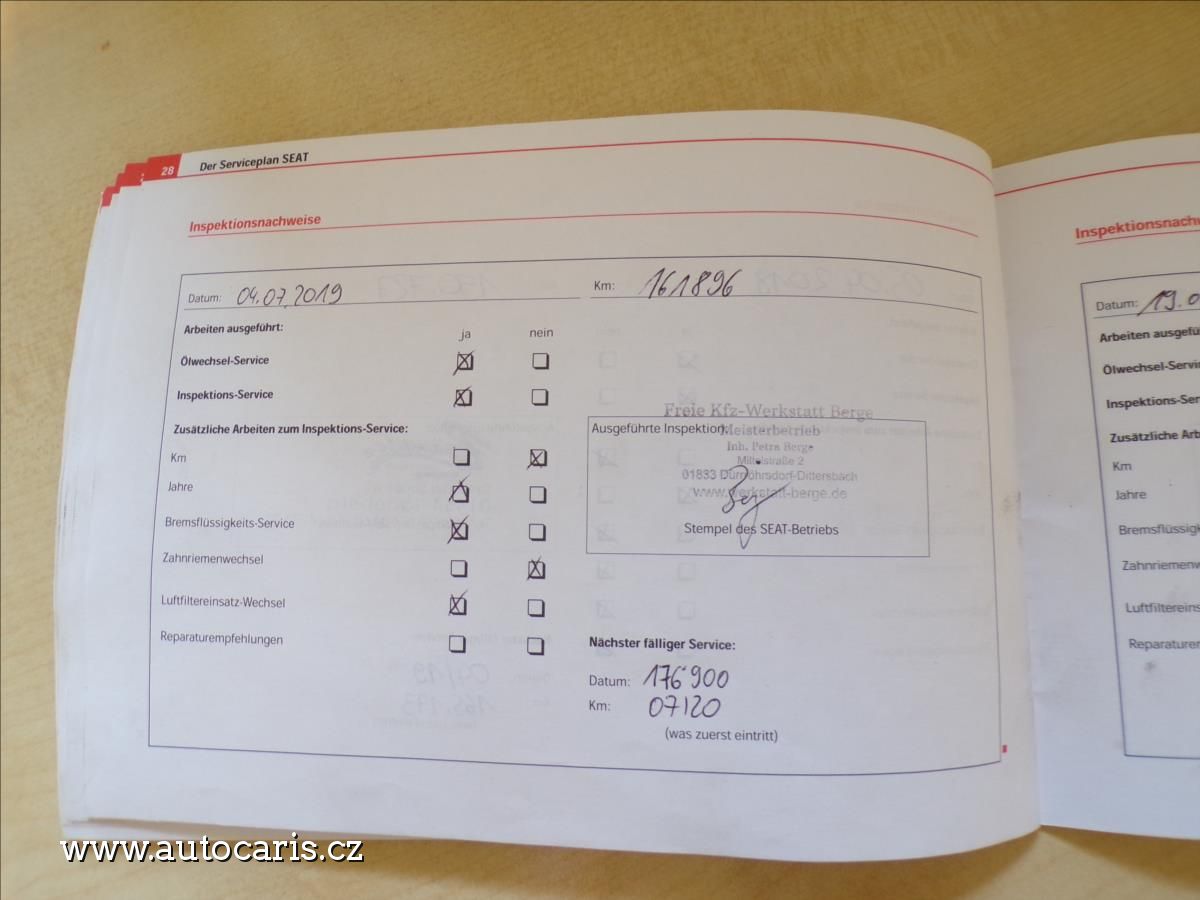 28 Der Serviceplan SEAT
Inspektionsnachweise
Datum: 04.07.2019 Km: 161896
Arbeiten ausgeführt:
ja nein
Ölwechsel-Service
Inspektions-Service
Zusätzliche Arbeiten zum Inspektions-Service:
Km
Jahre
Bremsflüssigkeits-Service
Zahnriemenwechsel
Luftfiltereinsatz-Wechsel
Reparaturempfehlungen
Freie Kfz-Werkstatt Berge
Ausgeführte Inspektion:
Meisterbetrieb
Inh. Petra Berge
Mittelstraße 2
01833 Dürrröhrsdorf-Dittersbach
www.werkstatt-berge.de
Stempel des SEAT-Betriebs
Nächster fälliger Service:
Datum: 176900
Km: 07/20
(was zuerst eintritt)
Datum: 19.0
Arbeiten ausgefü
Ölwechsel-Servi
Inspektions-Ser
Zusätzliche Arbei
Km
Jahre
Bremsflüssigk
Zahnriemenw
Luftfiltereins
Reparaturem
Inspektionsnachw
www.autocaris.cz